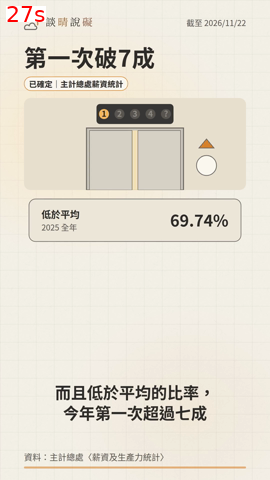 27s
談晴說礙
截至 2026/11/22
第一次破7成
已確定｜主計總處薪資統計
1 2 3 4 7
低於平均
2025 全年
69.74%
而且低於平均的比率，
今年第一次超過七成
資料：主計總處〈薪資及生產力統計〉